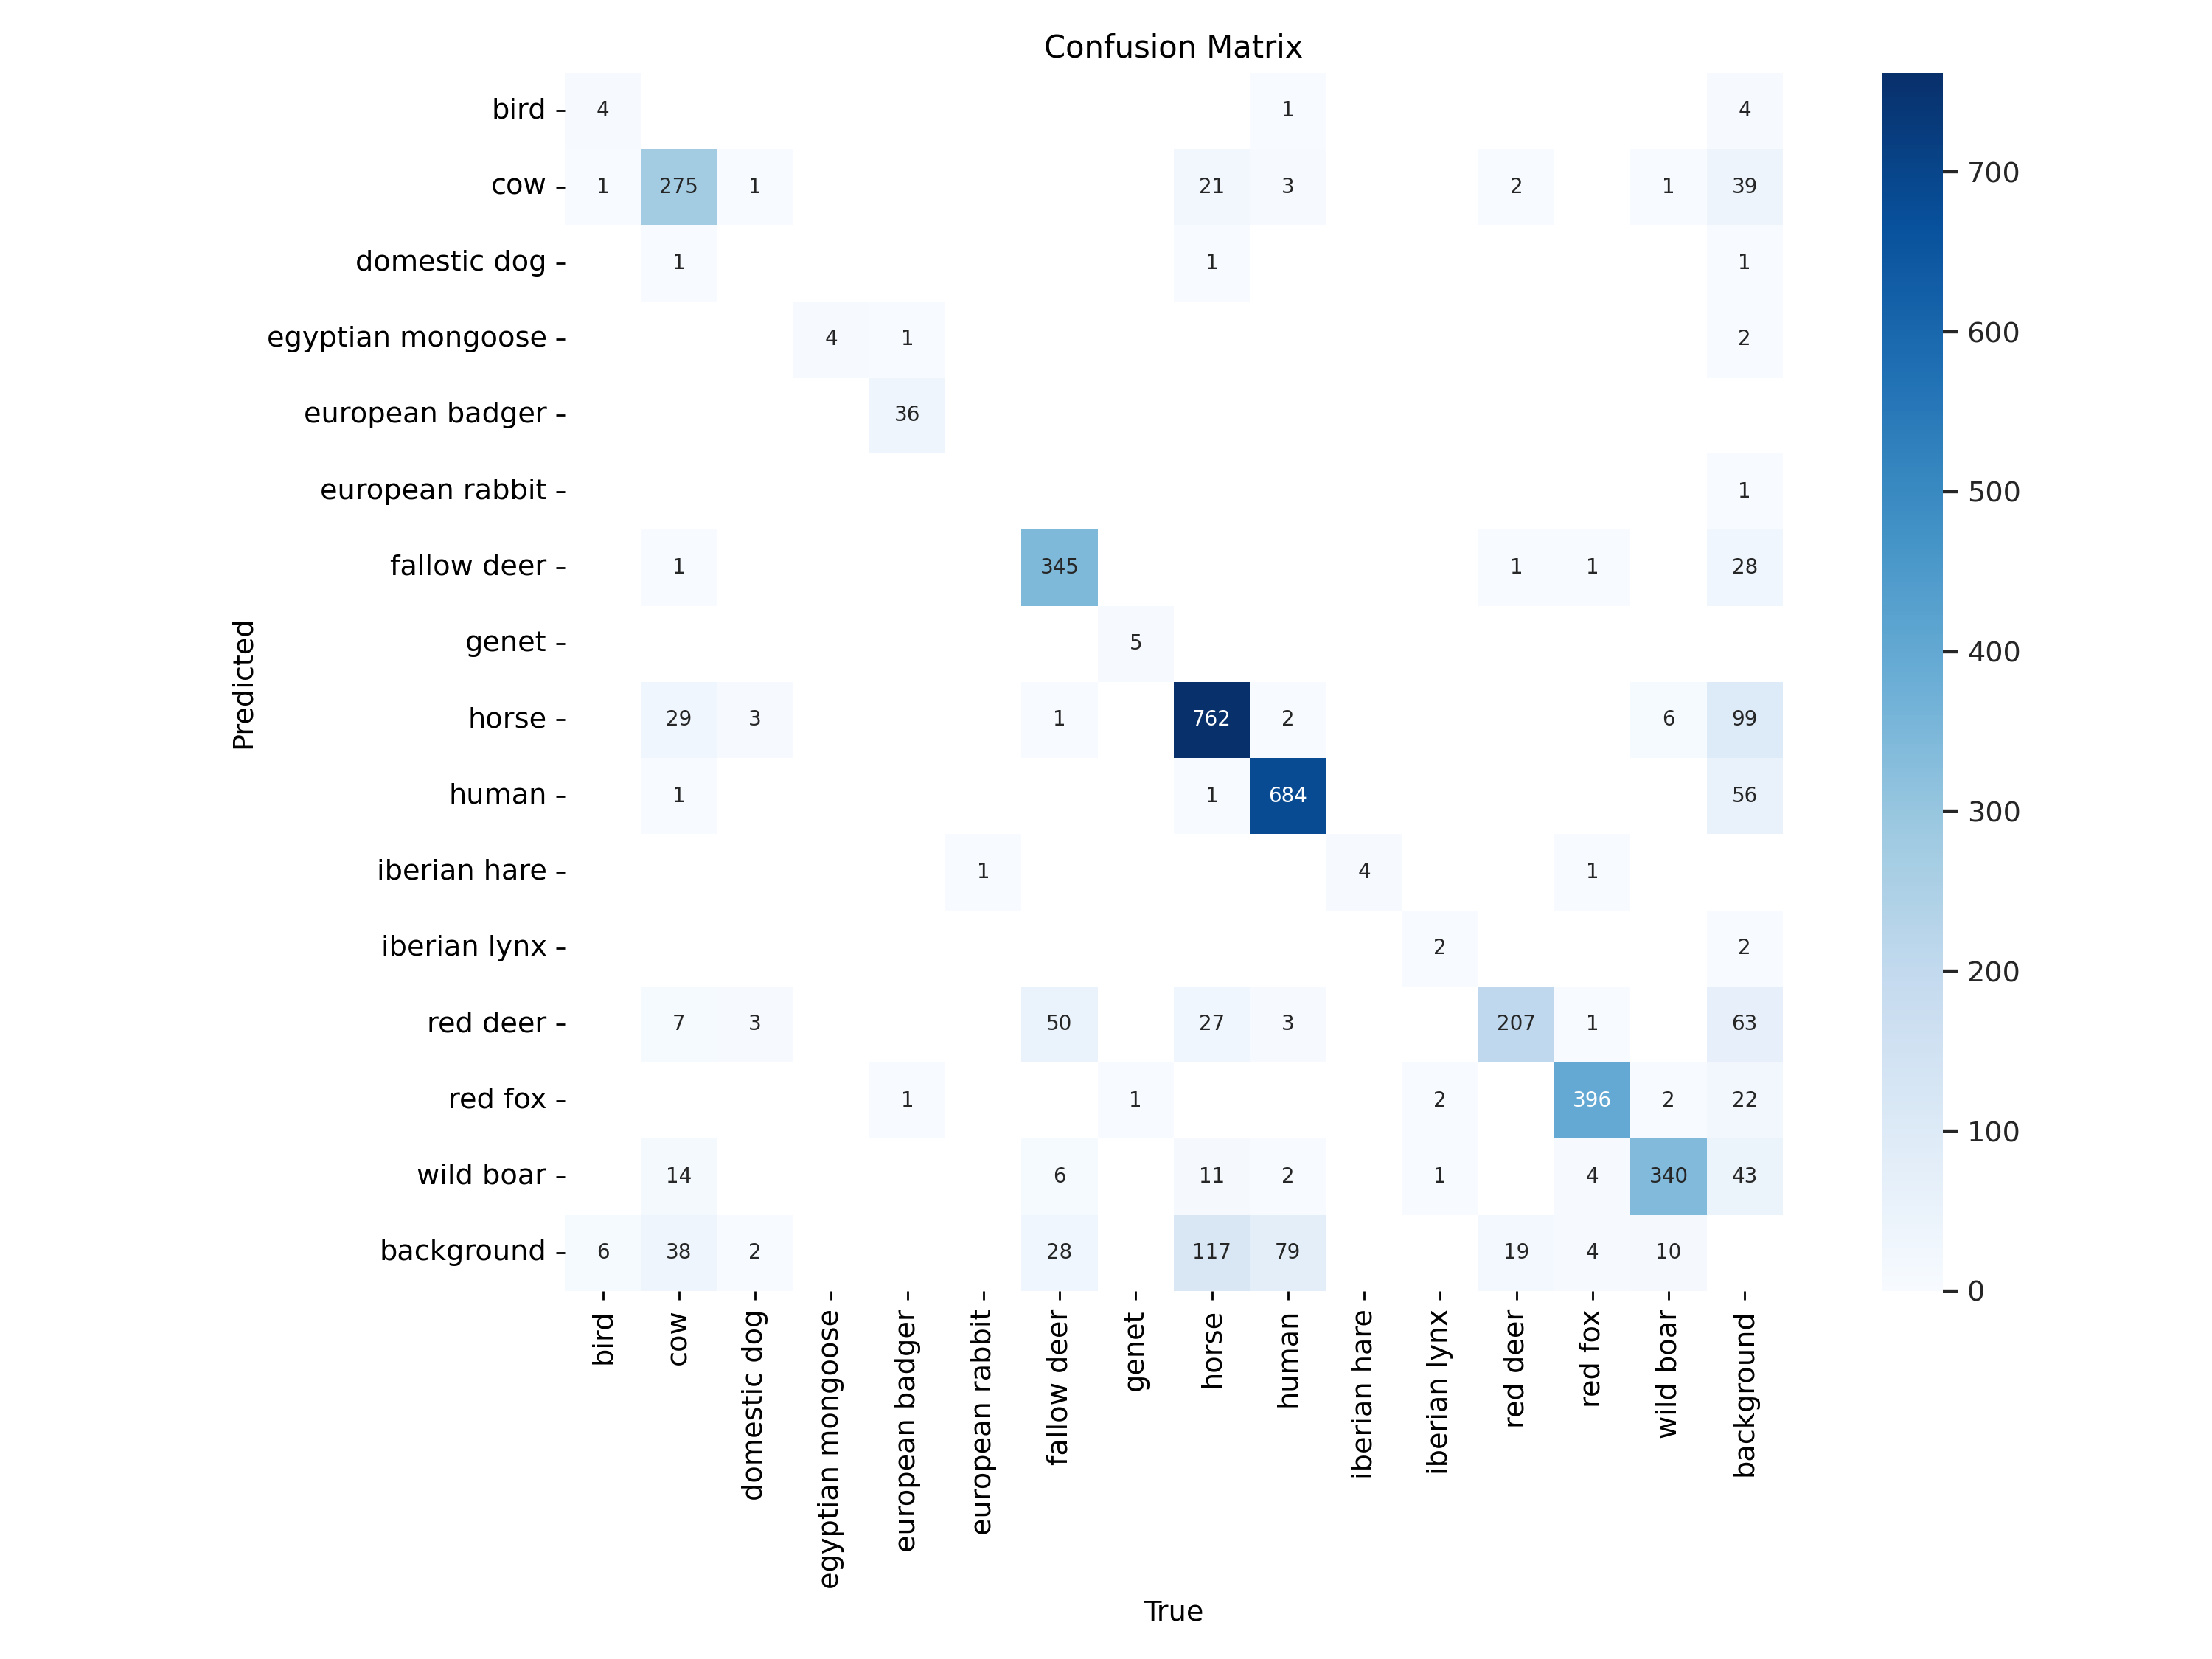 Confusion Matrix
bird 4 1 4
cow 1 275 1 21 3 2 1 39 700
domestic dog 1 1 1
egyptian mongoose 4 1 2 600
european badger 36
european rabbit 1 500
fallow deer 1 345 1 1 28
genet 5 400
horse 29 3 1 762 2 6 99
human 1 1 684 56 300
iberian hare 1 4 1
iberian lynx 2 2 200
red deer 7 3 50 27 3 207 1 63
red fox 1 1 2 396 2 22 100
wild boar 14 6 11 2 1 4 340 43
background 6 38 2 28 117 79 19 4 10 0
Predicted
bird
cow
domestic dog
egyptian mongoose
european badger
european rabbit
fallow deer
genet
horse
human
iberian hare
iberian lynx
red deer
red fox
wild boar
background
True